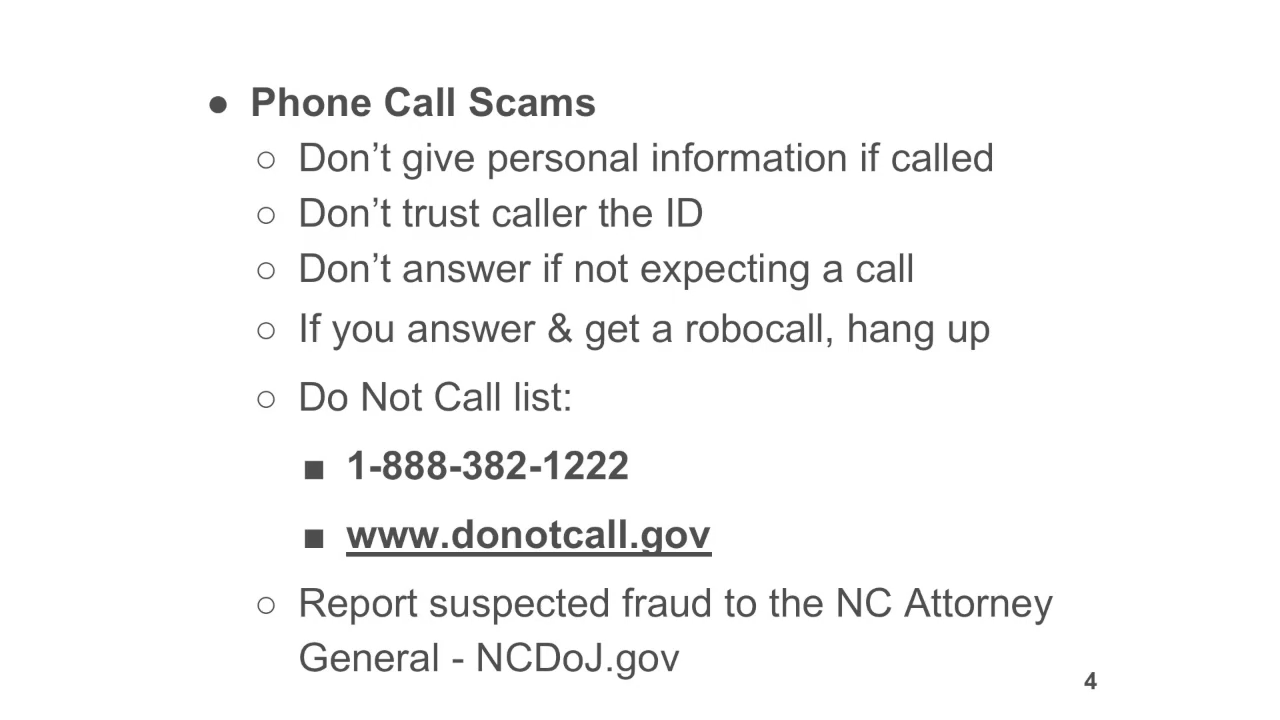 ● Phone Call Scams
○ Don’t give personal information if called
○ Don’t trust caller the ID
○ Don’t answer if not expecting a call
○ If you answer & get a robocall, hang up
○ Do Not Call list:
■ 1-888-382-1222
■ www.donotcall.gov
○ Report suspected fraud to the NC Attorney
General - NCDoJ.gov
4